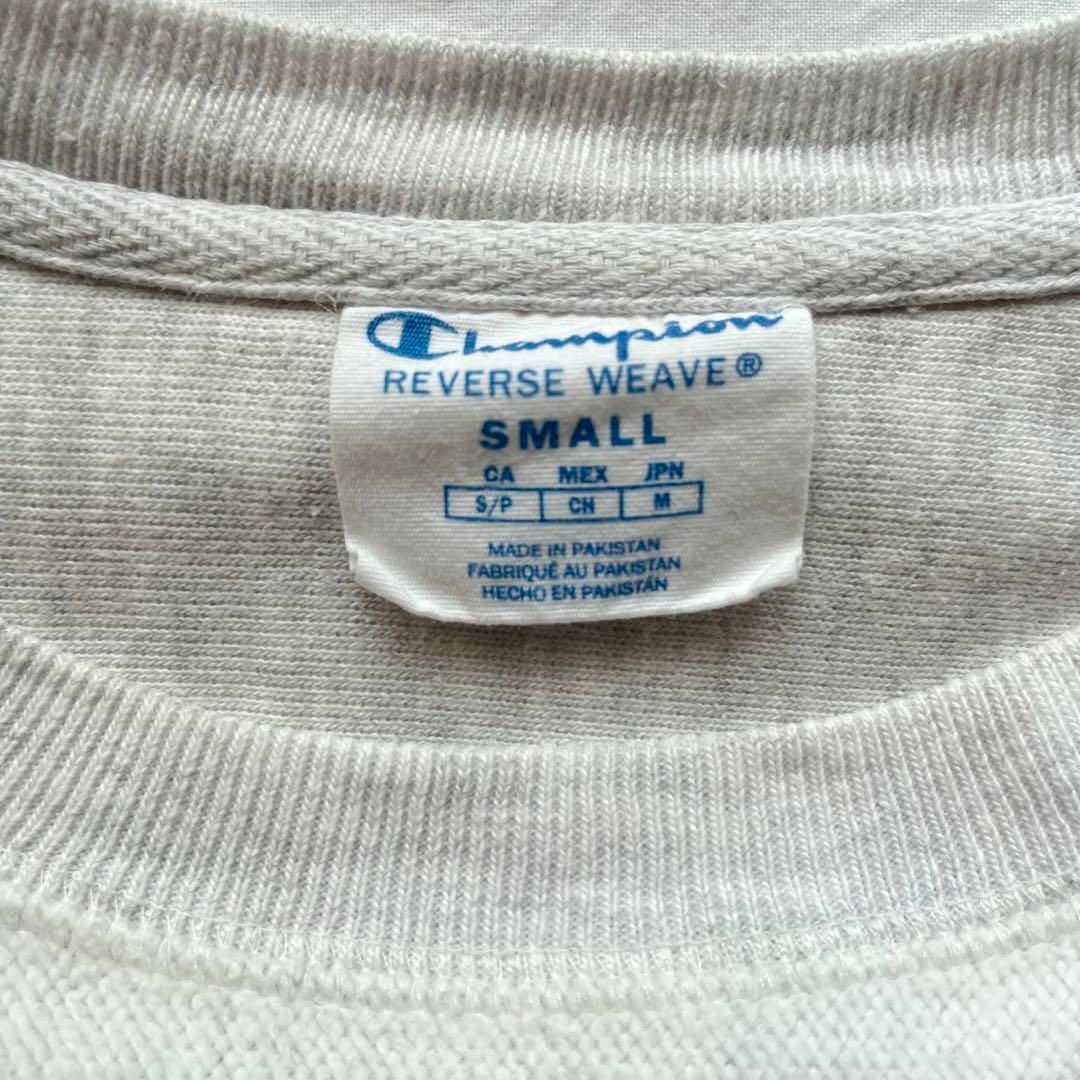 Champion
REVERSE WEAVE®
SMALL
CA MEX JPN
S/P CH M
MADE IN PAKISTAN
FABRIQUÉ AU PAKISTAN
HECHO EN PAKISTÁN